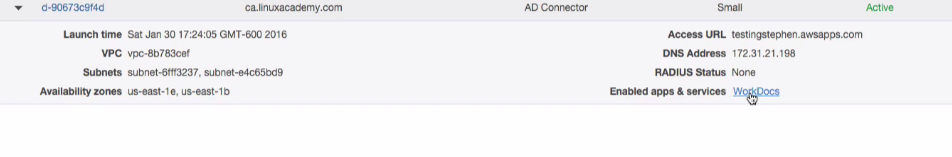 d-90673c9f4d ca.linuxacademy.com AD Connector Small Active
Launch time Sat Jan 30 17:24:05 GMT-600 2016 Access URL testingstephen.awsapps.com
VPC vpc-8b783cef DNS Address 172.31.21.198
Subnets subnet-6fff3237, subnet-e4c65bd9 RADIUS Status None
Availability zones us-east-1e, us-east-1b Enabled apps & services WorkDocs